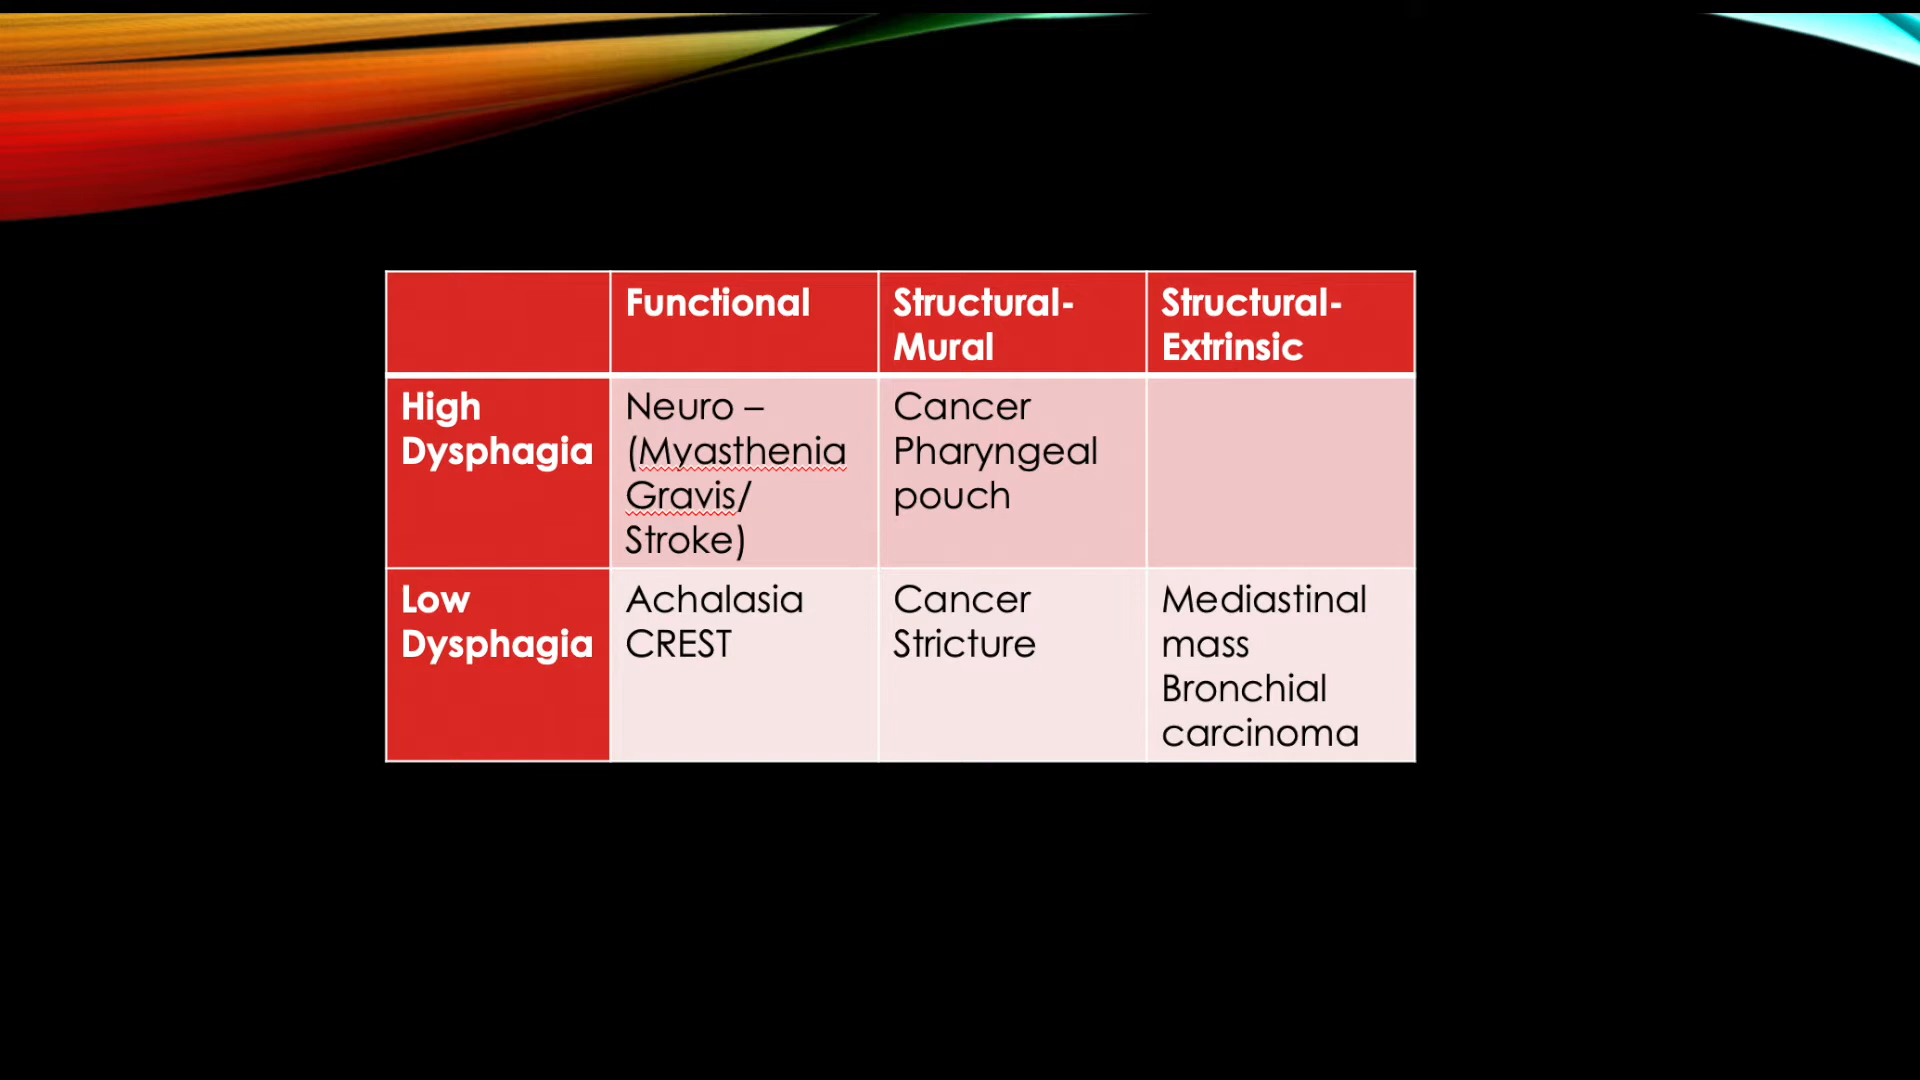 Functional
Structural-
Mural
Structural-
Extrinsic
High
Dysphagia
Neuro –
(Myasthenia
Gravis/
Stroke)
Cancer
Pharyngeal
pouch
Low
Dysphagia
Achalasia
CREST
Cancer
Stricture
Mediastinal
mass
Bronchial
carcinoma